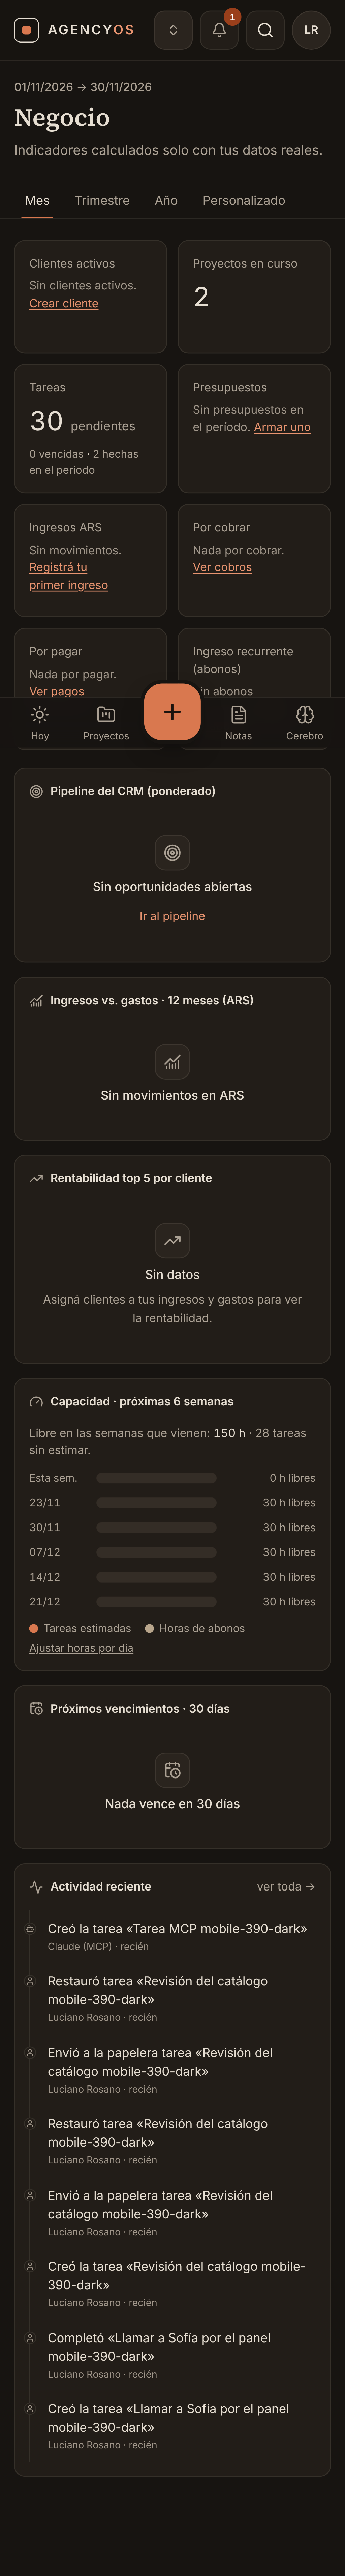 AGENCYOS
1
LR
01/11/2026 → 30/11/2026
Negocio
Indicadores calculados solo con tus datos reales.
Mes
Trimestre
Año
Personalizado
Clientes activos
Sin clientes activos.
Crear cliente
Proyectos en curso
2
Tareas
30 pendientes
0 vencidas · 2 hechas
en el período
Presupuestos
Sin presupuestos en
el período. Armar uno
Ingresos ARS
Sin movimientos.
Registrá tu
primer ingreso
Por cobrar
Nada por cobrar.
Ver cobros
Por pagar
Nada por pagar.
Ver pagos
Ingreso recurrente
(abonos)
abonos
Hoy
Proyectos
Notas
Cerebro
Pipeline del CRM (ponderado)
Sin oportunidades abiertas
Ir al pipeline
Ingresos vs. gastos · 12 meses (ARS)
Sin movimientos en ARS
Rentabilidad top 5 por cliente
Sin datos
Asigná clientes a tus ingresos y gastos para ver
la rentabilidad.
Capacidad · próximas 6 semanas
Libre en las semanas que vienen: 150 h · 28 tareas
sin estimar.
Esta sem. 0 h libres
23/11 30 h libres
30/11 30 h libres
07/12 30 h libres
14/12 30 h libres
21/12 30 h libres
Tareas estimadas
Horas de abonos
Ajustar horas por día
Próximos vencimientos · 30 días
Nada vence en 30 días
Actividad reciente
ver toda →
Creó la tarea «Tarea MCP mobile-390-dark»
Claude (MCP) · recién
Restauró tarea «Revisión del catálogo
mobile-390-dark»
Luciano Rosano · recién
Envió a la papelera tarea «Revisión del
catálogo mobile-390-dark»
Luciano Rosano · recién
Restauró tarea «Revisión del catálogo
mobile-390-dark»
Luciano Rosano · recién
Envió a la papelera tarea «Revisión del
catálogo mobile-390-dark»
Luciano Rosano · recién
Creó la tarea «Revisión del catálogo mobile-
390-dark»
Luciano Rosano · recién
Completó «Llamar a Sofía por el panel
mobile-390-dark»
Luciano Rosano · recién
Creó la tarea «Llamar a Sofía por el panel
mobile-390-dark»
Luciano Rosano · recién